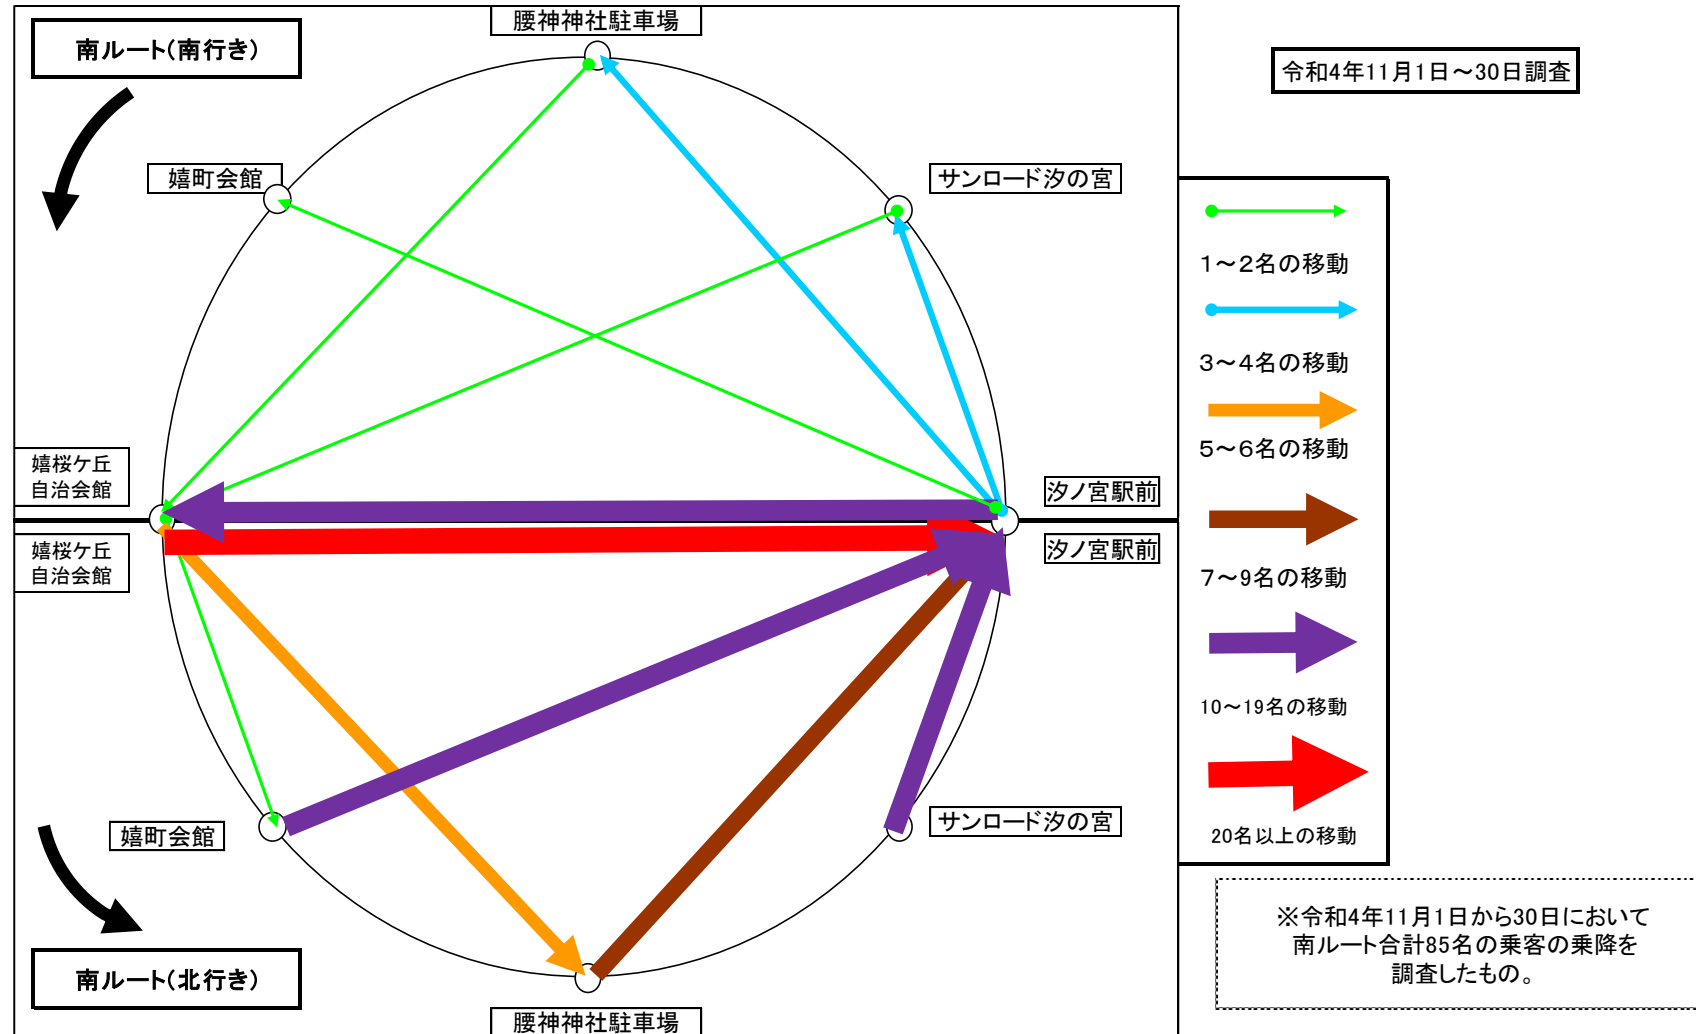 腰神神社駐車場
南ルート(南行き)
令和4年11月1日～30日調査
嬉町会館
サンロード汐の宮
1～2名の移動
3～4名の移動
5～6名の移動
嬉桜ケ丘
自治会館
汐ノ宮駅前
嬉桜ケ丘
自治会館
汐ノ宮駅前
7～9名の移動
10～19名の移動
嬉町会館
サンロード汐の宮
20名以上の移動
※令和4年11月1日から30日において
南ルート合計85名の乗客の乗降を
調査したもの。
南ルート(北行き)
腰神神社駐車場